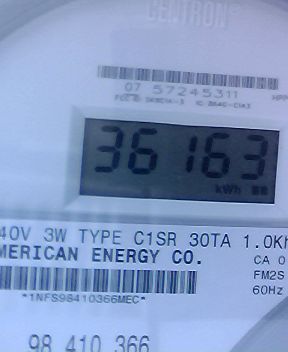 CENTRON®
07 57245311
36163
kWh
40V 3W TYPE C1SR 30TA 1.0Kh
MERICAN ENERGY CO.
CA 0
FM2S
60Hz
*1NFS98410366MEC*
98 410 366